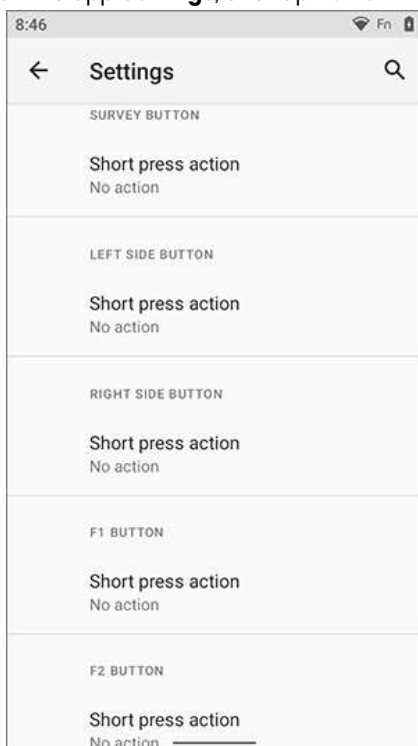 8:46 Fn
Settings
SURVEY BUTTON
Short press action
No action
LEFT SIDE BUTTON
Short press action
No action
RIGHT SIDE BUTTON
Short press action
No action
F1 BUTTON
Short press action
No action
F2 BUTTON
Short press action
No action